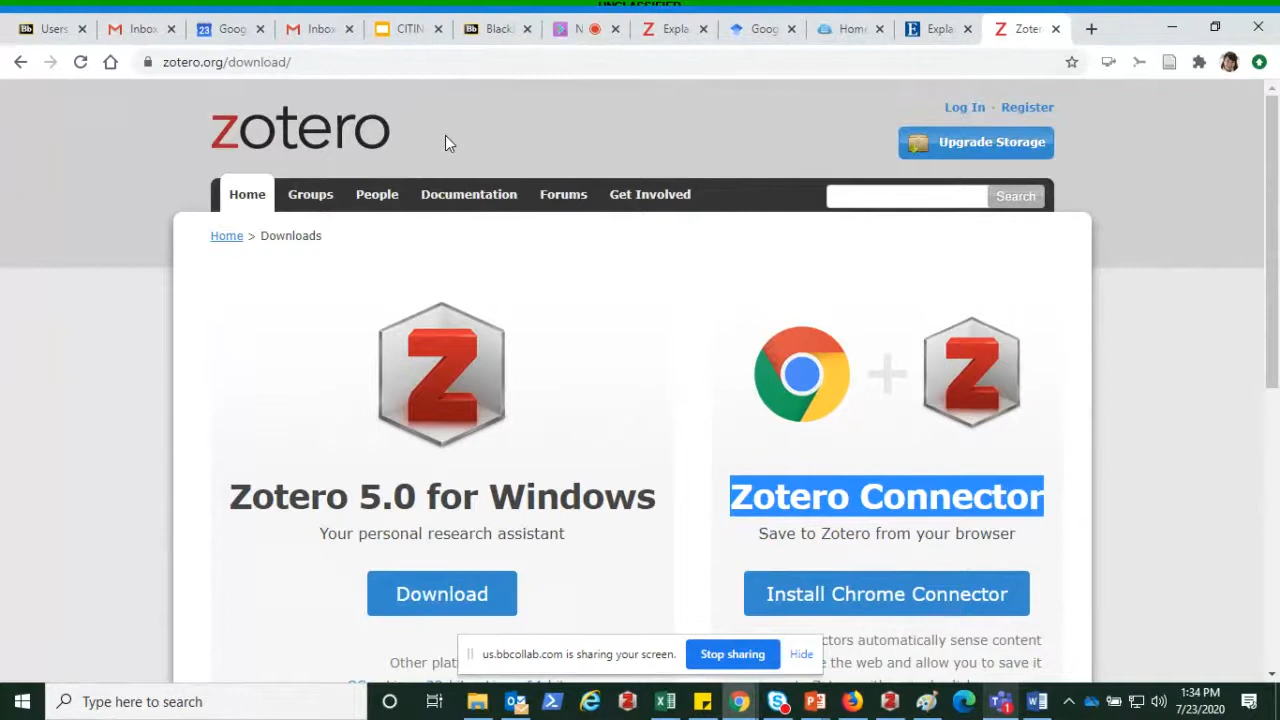 UNCLASSIFIED
Users
Inbo
Goog
Inbox
CITIN
Blackl
N
Expla
Goog
Home
Expla
Zoter
zotero.org/download/
zotero
Log In · Register
Upgrade Storage
Home
Groups
People
Documentation
Forums
Get Involved
Search
Home > Downloads
Zotero 5.0 for Windows
Your personal research assistant
Download
Zotero Connector
Save to Zotero from your browser
Install Chrome Connector
ctors automatically sense content
e the web and allow you to save it
Other plat
us.bbcollab.com is sharing your screen.
Stop sharing
Hide
Type here to search
1:34 PM
7/23/2020